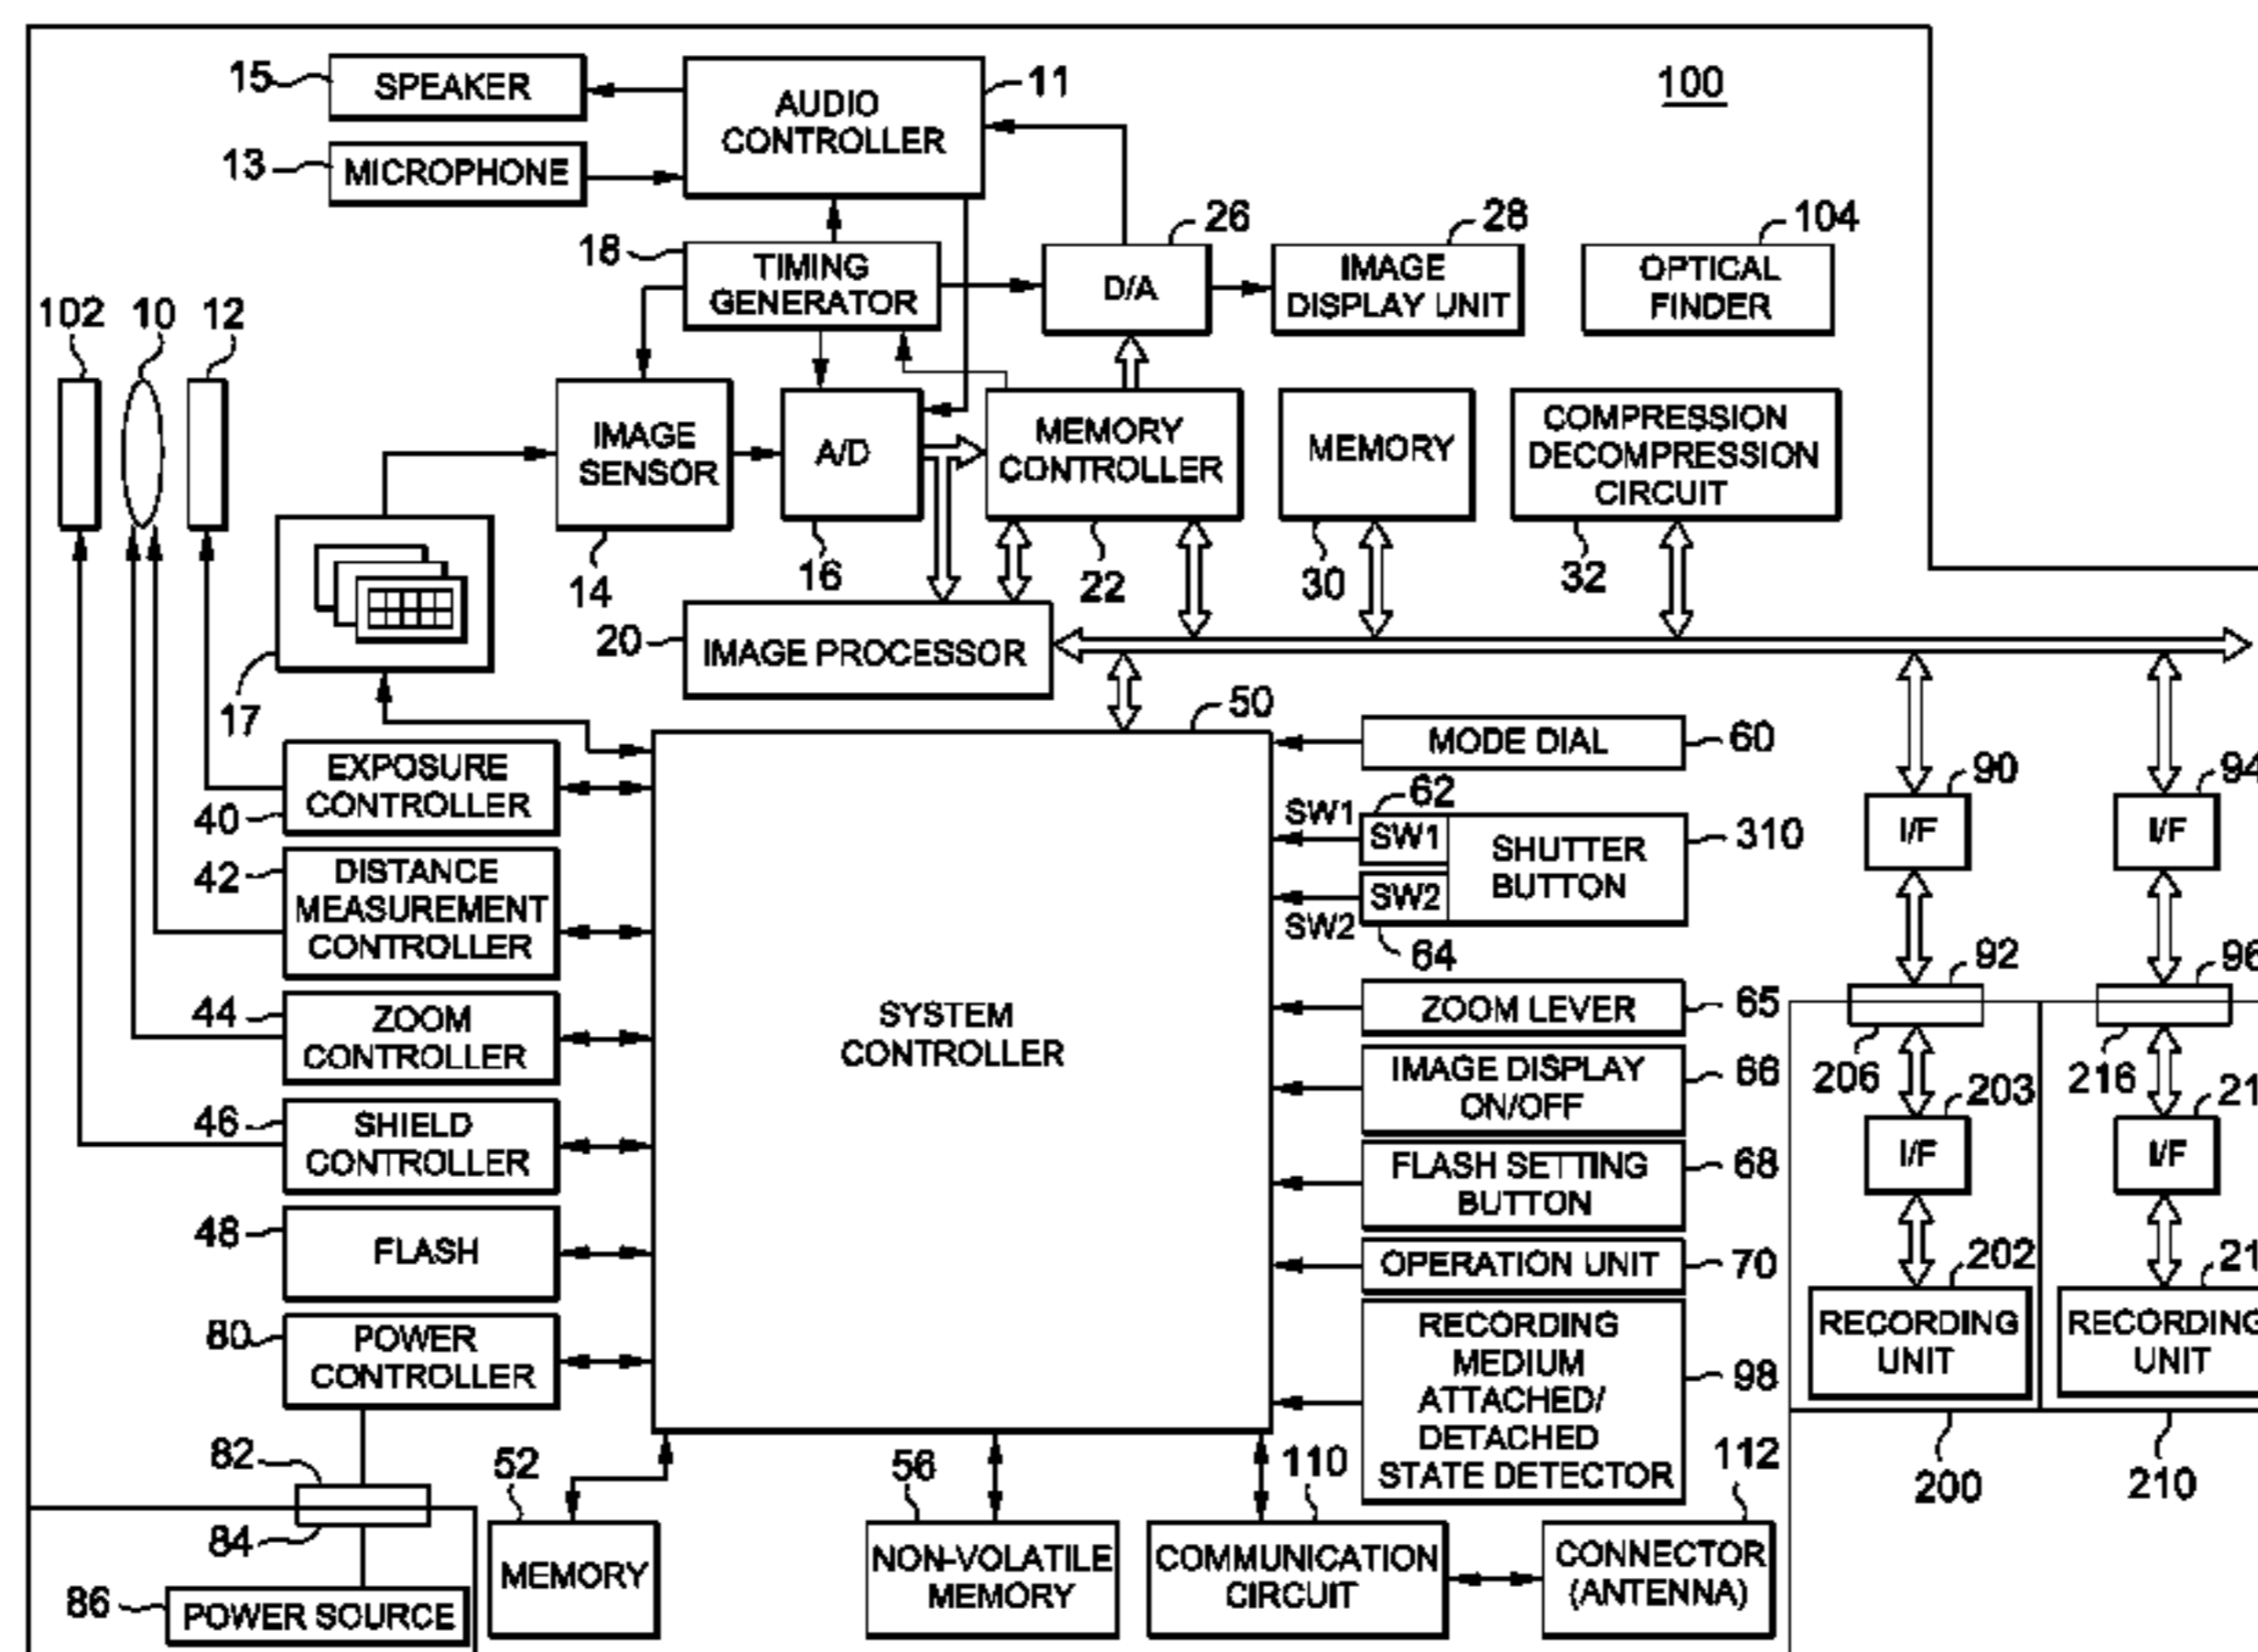 100
15
SPEAKER
AUDIO
CONTROLLER
11
13
MICROPHONE
18
TIMING
GENERATOR
26
D/A
28
IMAGE
DISPLAY UNIT
104
OPTICAL
FINDER
102
10
12
IMAGE
SENSOR
14
A/D
16
MEMORY
CONTROLLER
22
MEMORY
30
COMPRESSION
DECOMPRESSION
CIRCUIT
32
17
20
IMAGE PROCESSOR
50
SYSTEM
CONTROLLER
EXPOSURE
CONTROLLER
40
42
DISTANCE
MEASUREMENT
CONTROLLER
44
ZOOM
CONTROLLER
46
SHIELD
CONTROLLER
48
FLASH
80
POWER
CONTROLLER
82
84
86
POWER SOURCE
MODE DIAL
60
SW1
62
SW1
SHUTTER
BUTTON
310
SW2
SW2
64
ZOOM LEVER
65
IMAGE DISPLAY
ON/OFF
66
FLASH SETTING
BUTTON
68
OPERATION UNIT
70
RECORDING
MEDIUM
ATTACHED/
DETACHED
STATE DETECTOR
98
52
MEMORY
56
NON-VOLATILE
MEMORY
110
COMMUNICATION
CIRCUIT
112
CONNECTOR
(ANTENNA)
90
I/F
92
206
203
I/F
202
RECORDING
UNIT
200
94
I/F
96
216
21
I/F
21
RECORDING
UNIT
210